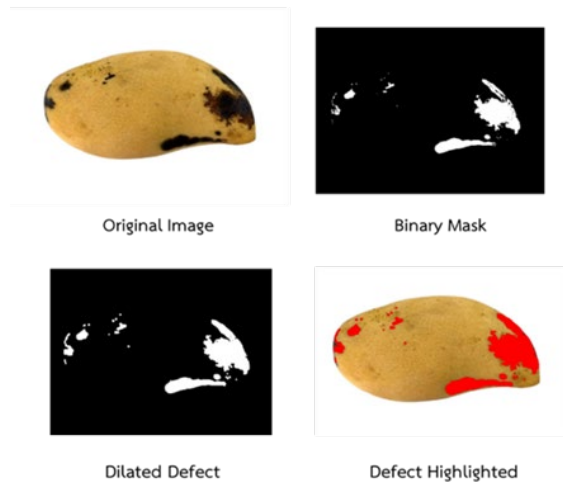 Original Image
Binary Mask
Dilated Defect
Defect Highlighted